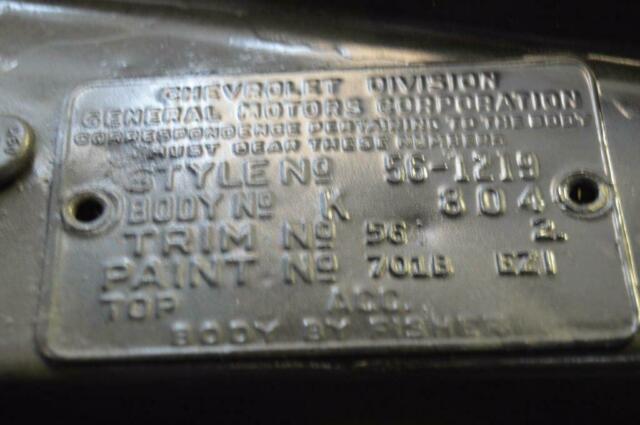 CHEVROLET DIVISION
GENERAL MOTORS CORPORATION
CORRESPONDENCE PERTAINING TO THE BODY
MUST BEAR THESE NUMBERS
STYLE Nº 56-1219
BODY Nº K 804
TRIM Nº 561 2.
PAINT Nº 701B EZI
TOP ACC.
BODY BY FISHER